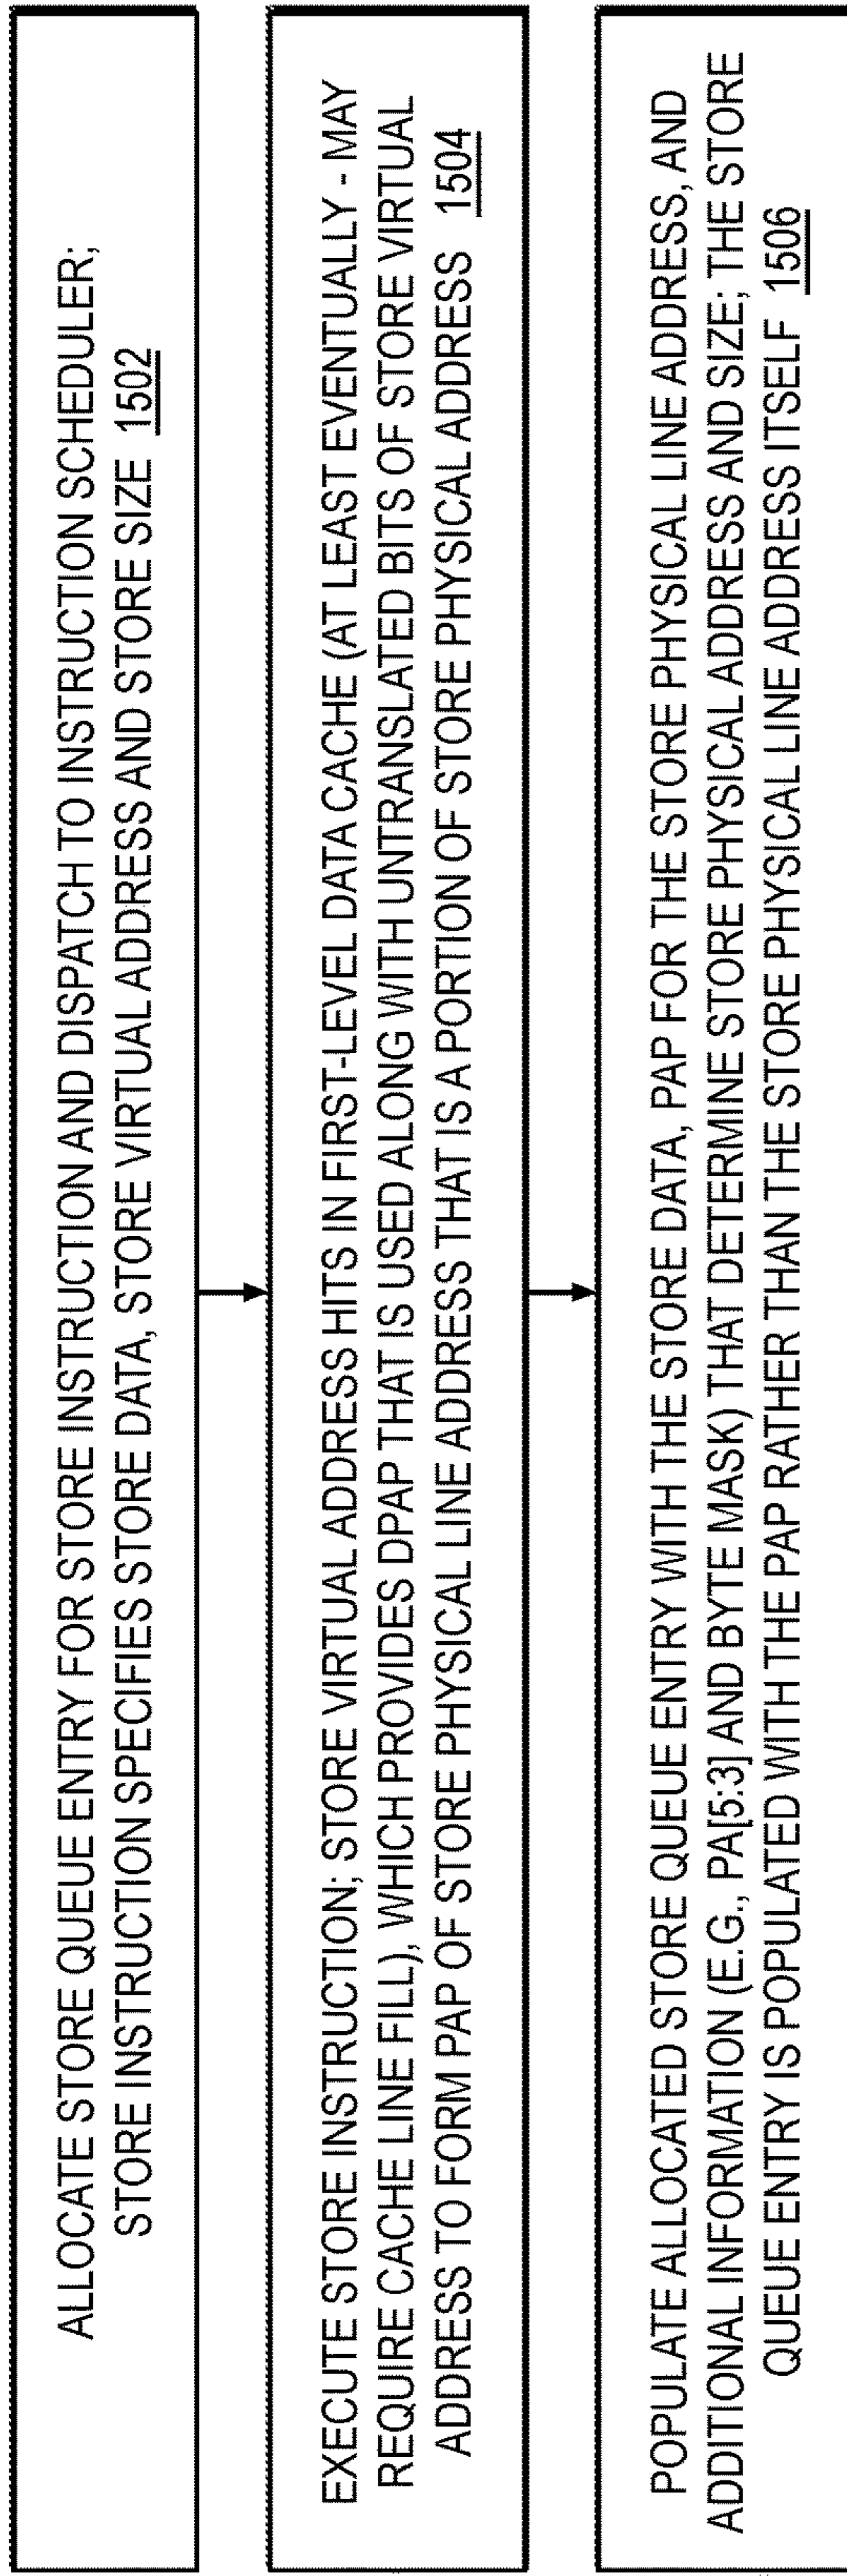 ALLOCATE STORE QUEUE ENTRY FOR STORE INSTRUCTION AND DISPATCH TO INSTRUCTION SCHEDULER;
STORE INSTRUCTION SPECIFIES STORE DATA, STORE VIRTUAL ADDRESS AND STORE SIZE 1502
EXECUTE STORE INSTRUCTION; STORE VIRTUAL ADDRESS HITS IN FIRST-LEVEL DATA CACHE (AT LEAST EVENTUALLY - MAY
REQUIRE CACHE LINE FILL), WHICH PROVIDES DPAP THAT IS USED ALONG WITH UNTRANSLATED BITS OF STORE VIRTUAL
ADDRESS TO FORM PAP OF STORE PHYSICAL LINE ADDRESS THAT IS A PORTION OF STORE PHYSICAL ADDRESS 1504
POPULATE ALLOCATED STORE QUEUE ENTRY WITH THE STORE DATA, PAP FOR THE STORE PHYSICAL LINE ADDRESS, AND
ADDITIONAL INFORMATION (E.G., PA[5:3] AND BYTE MASK) THAT DETERMINE STORE PHYSICAL ADDRESS AND SIZE; THE STORE
QUEUE ENTRY IS POPULATED WITH THE PAP RATHER THAN THE STORE PHYSICAL LINE ADDRESS ITSELF 1506